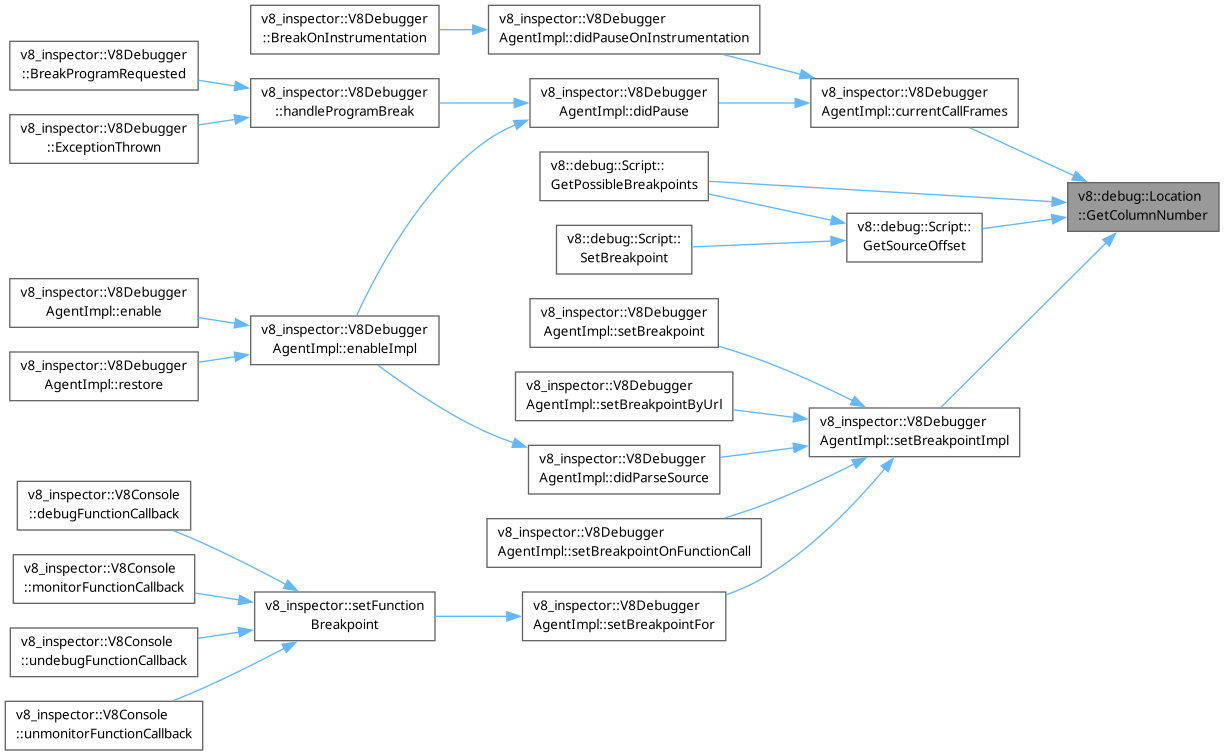 v8_inspector::V8Debugger
::BreakOnInstrumentation
v8_inspector::V8Debugger
AgentImpl::didPauseOnInstrumentation
v8_inspector::V8Debugger
::BreakProgramRequested
v8_inspector::V8Debugger
::handleProgramBreak
v8_inspector::V8Debugger
AgentImpl::didPause
v8_inspector::V8Debugger
AgentImpl::currentCallFrames
v8_inspector::V8Debugger
::ExceptionThrown
v8::debug::Script::
GetPossibleBreakpoints
v8::debug::Location
::GetColumnNumber
v8::debug::Script::
GetSourceOffset
v8::debug::Script::
SetBreakpoint
v8_inspector::V8Debugger
AgentImpl::enable
v8_inspector::V8Debugger
AgentImpl::setBreakpoint
v8_inspector::V8Debugger
AgentImpl::enableImpl
v8_inspector::V8Debugger
AgentImpl::restore
v8_inspector::V8Debugger
AgentImpl::setBreakpointByUrl
v8_inspector::V8Debugger
AgentImpl::setBreakpointImpl
v8_inspector::V8Debugger
AgentImpl::didParseSource
v8_inspector::V8Console
::debugFunctionCallback
v8_inspector::V8Debugger
AgentImpl::setBreakpointOnFunctionCall
v8_inspector::V8Console
::monitorFunctionCallback
v8_inspector::setFunction
Breakpoint
v8_inspector::V8Debugger
AgentImpl::setBreakpointFor
v8_inspector::V8Console
::undebugFunctionCallback
v8_inspector::V8Console
::unmonitorFunctionCallback